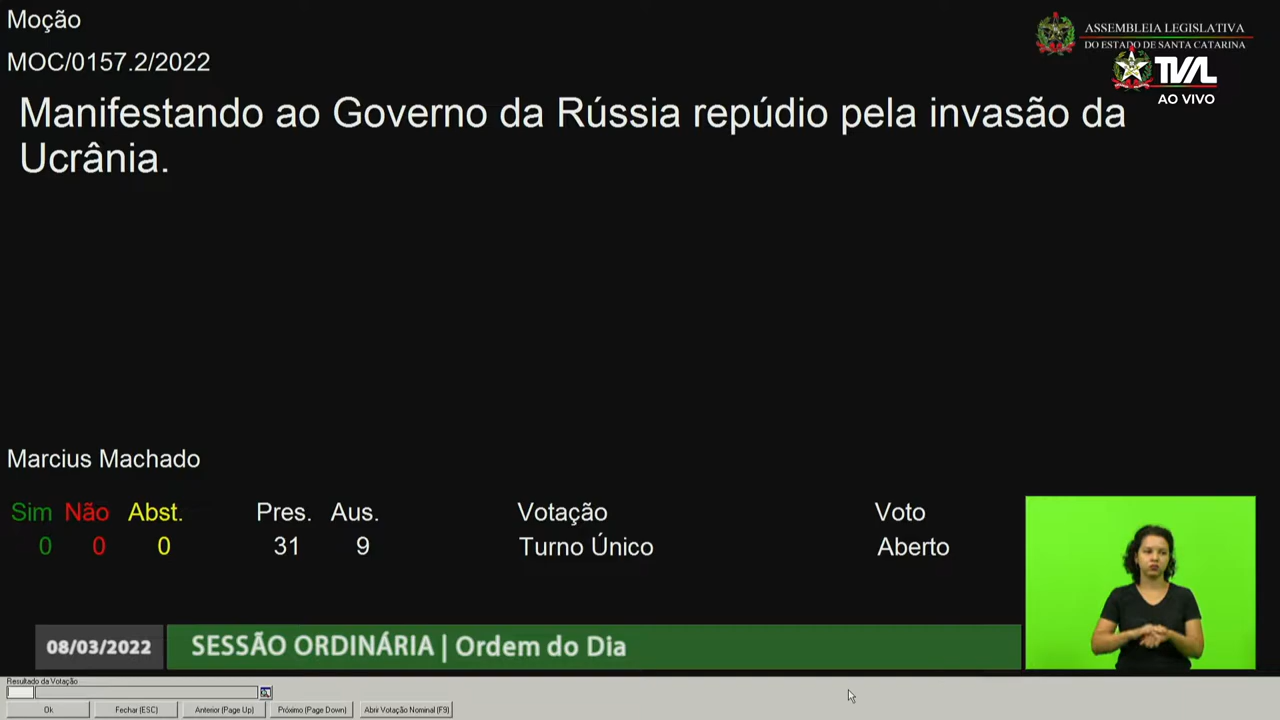 Moção
MOC/0157.2/2022
ASSEMBLEIA LEGISLATIVA
DO ESTADO DE SANTA CATARINA
TVAL
AO VIVO
Manifestando ao Governo da Rússia repúdio pela invasão da
Ucrânia.
Marcius Machado
Sim Não Abst. Pres. Aus. Votação Voto
0 0 0 31 9 Turno Único Aberto
08/03/2022 SESSÃO ORDINÁRIA | Ordem do Dia
Resultado da Votação
Ok Fechar (ESC) Anterior (Page Up) Próximo (Page Down) Abrir Votação Nominal (F9)